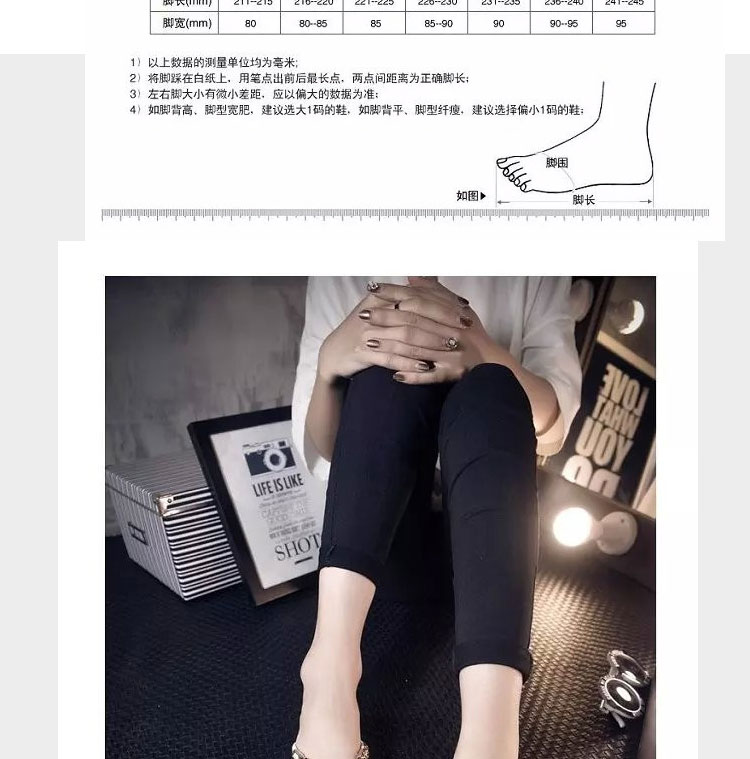 脚长(mm) 211--215 216--220 221--225 226--230 231--235 236--240 241--245
脚宽(mm) 80 80--85 85 85--90 90 90--95 95
1）以上数据的测量单位均为毫米;
2）将脚踩在白纸上，用笔点出前后最长点，两点间距离为正确脚长;
3）左右脚大小有微小差距，应以偏大的数据为准;
4）如脚背高、脚型宽肥，建议选大1码的鞋，如脚背平、脚型纤瘦，建议选择偏小1码的鞋;
脚围
如图▶
脚长
LIFE IS LIKE
SHOT
LOVE
WHAT
YOU
DO